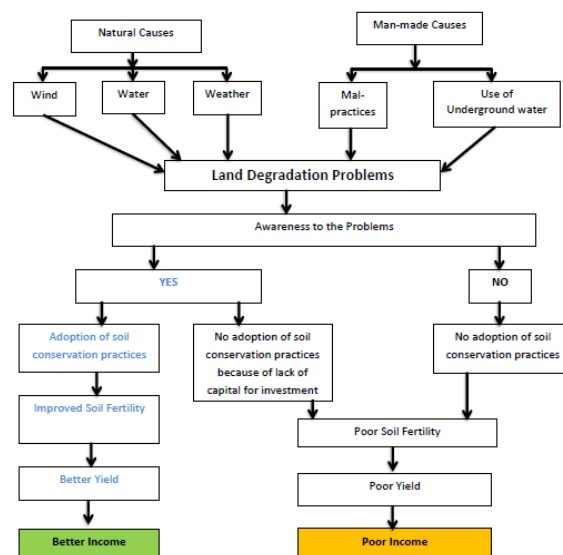 Natural Causes
Man-made Causes
Wind
Water
Weather
Mal-
practices
Use of
Underground water
Land Degradation Problems
Awareness to the Problems
YES
NO
Adoption of soil
conservation practices
No adoption of soil
conservation practices
because of lack of
capital for investment
No adoption of soil
conservation practices
Improved Soil Fertility
Poor Soil Fertility
Better Yield
Poor Yield
Better Income
Poor Income